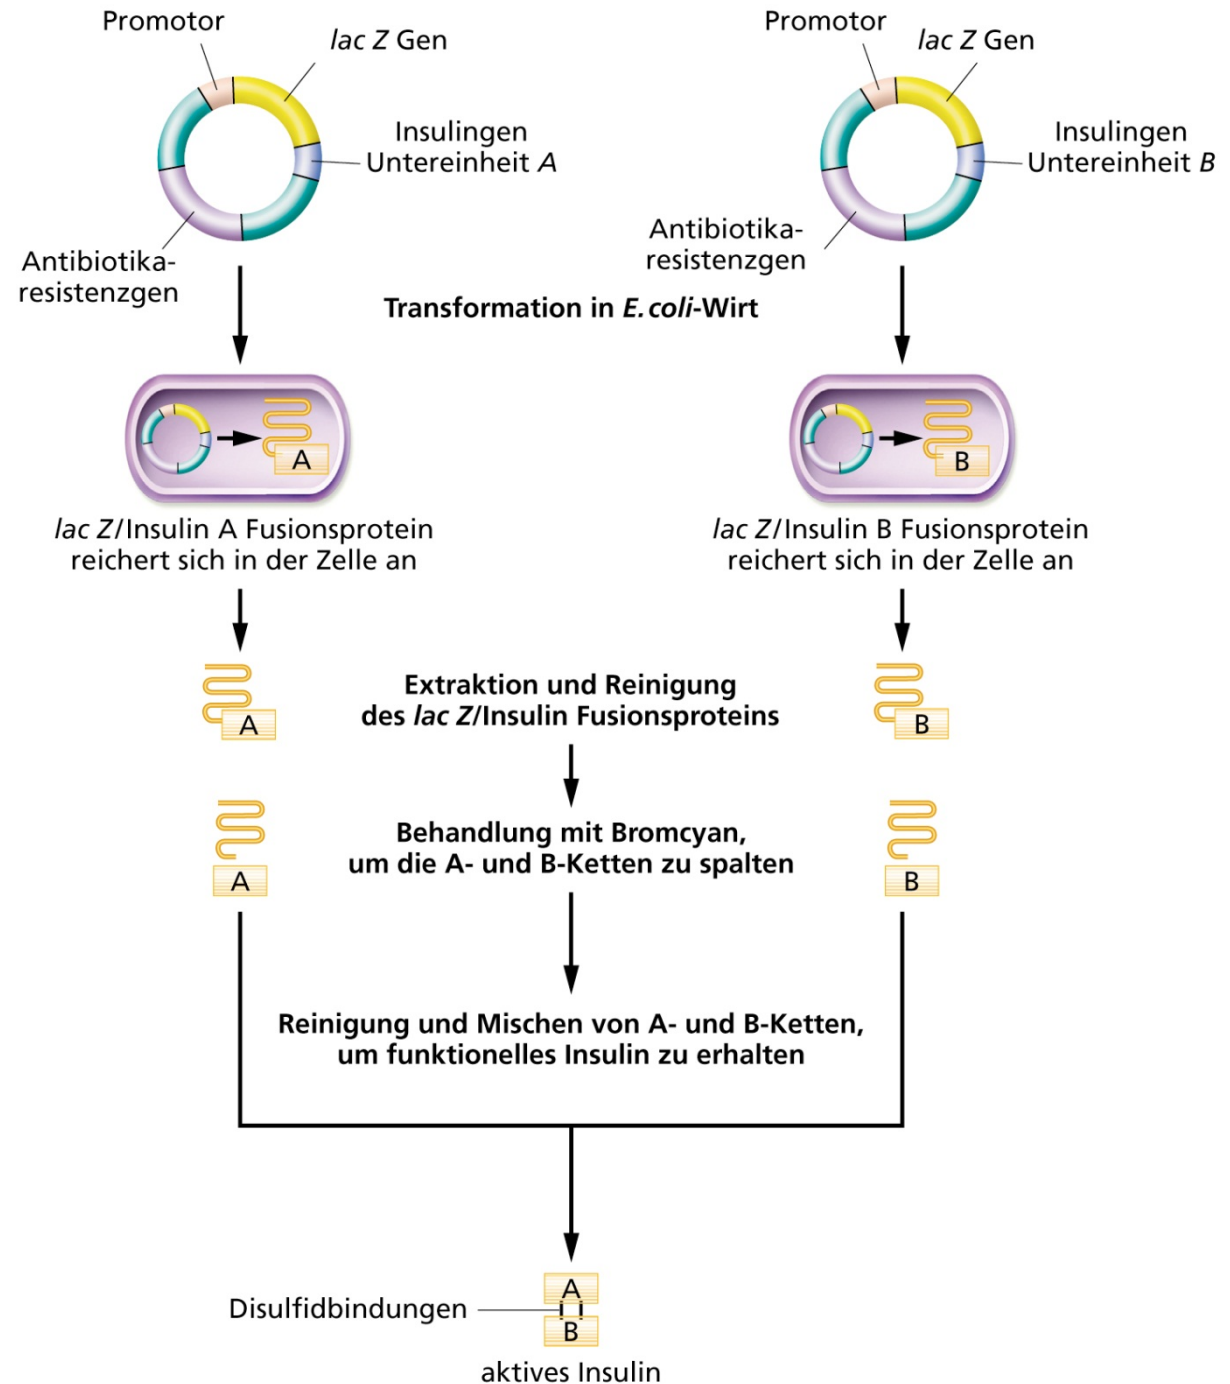 Promotor
lac Z Gen
Insulingen
Untereinheit A
Antibiotika-
resistenzgen
Promotor
lac Z Gen
Insulingen
Untereinheit B
Antibiotika-
resistenzgen
Transformation in E. coli-Wirt
A
B
lac Z/Insulin A Fusionsprotein
reichert sich in der Zelle an
lac Z/Insulin B Fusionsprotein
reichert sich in der Zelle an
A
Extraktion und Reinigung
des lac Z/Insulin Fusionsproteins
B
A
Behandlung mit Bromcyan,
um die A- und B-Ketten zu spalten
B
Reinigung und Mischen von A- und B-Ketten,
um funktionelles Insulin zu erhalten
A
Disulfidbindungen
B
aktives Insulin